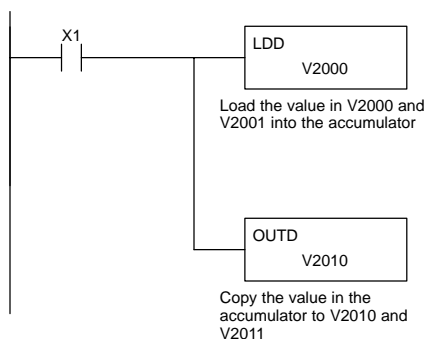 X1
LDD
V2000
Load the value in V2000 and
V2001 into the accumulator
OUTD
V2010
Copy the value in the
accumulator to V2010 and
V2011